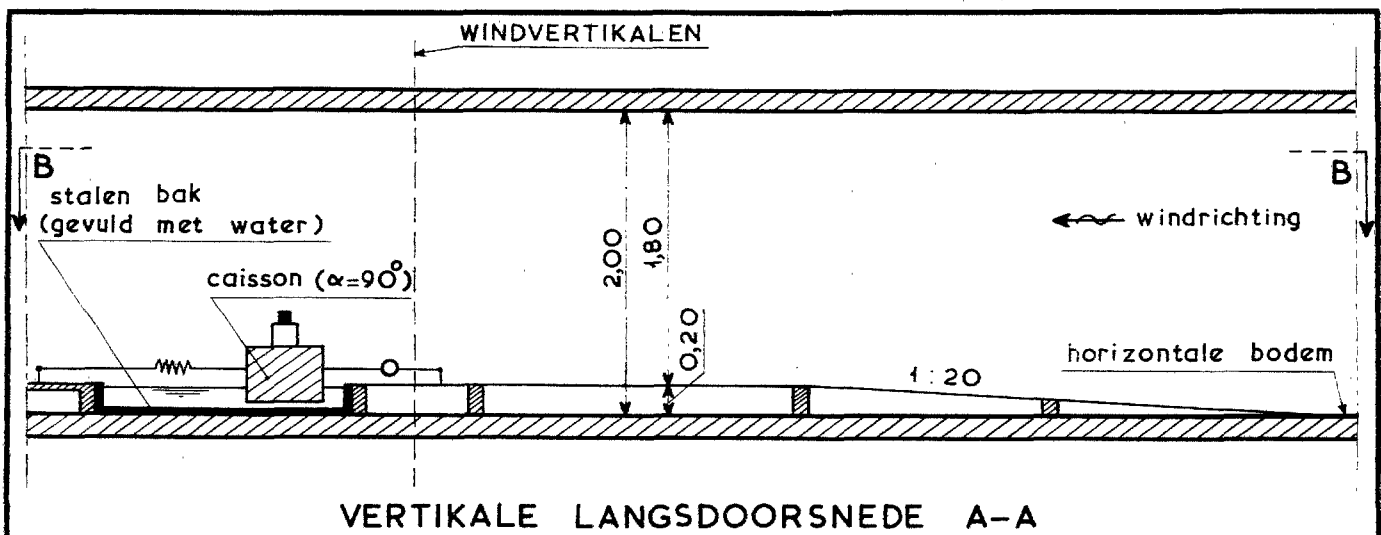 WINDVERTIKALEN
B
B
stalen bak
(gevuld met water)
windrichting
caisson (α=90°)
2,00
1,80
0,20
horizontale bodem
1:20
VERTIKALE LANGSDOORSNEDE A-A